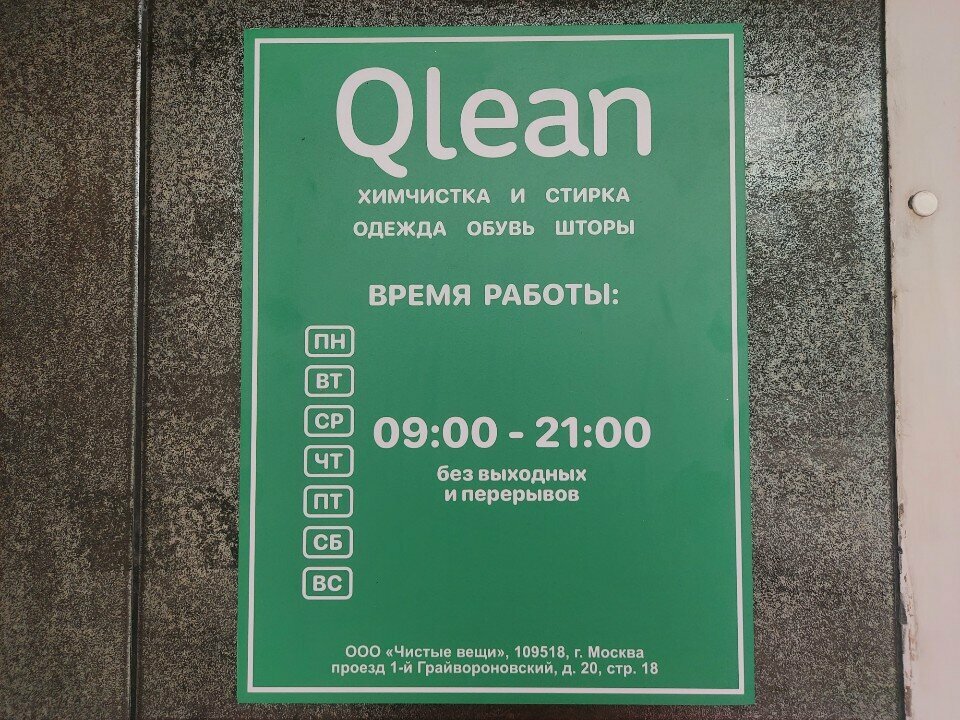 Qlean
ХИМЧИСТКА И СТИРКА
ОДЕЖДА ОБУВЬ ШТОРЫ
ВРЕМЯ РАБОТЫ:
ПН
ВТ
СР
ЧТ
ПТ
СБ
ВС
09:00 - 21:00
без выходных
и перерывов
ООО «Чистые вещи», 109518, г. Москва
проезд 1-й Грайвороновский, д. 20, стр. 18